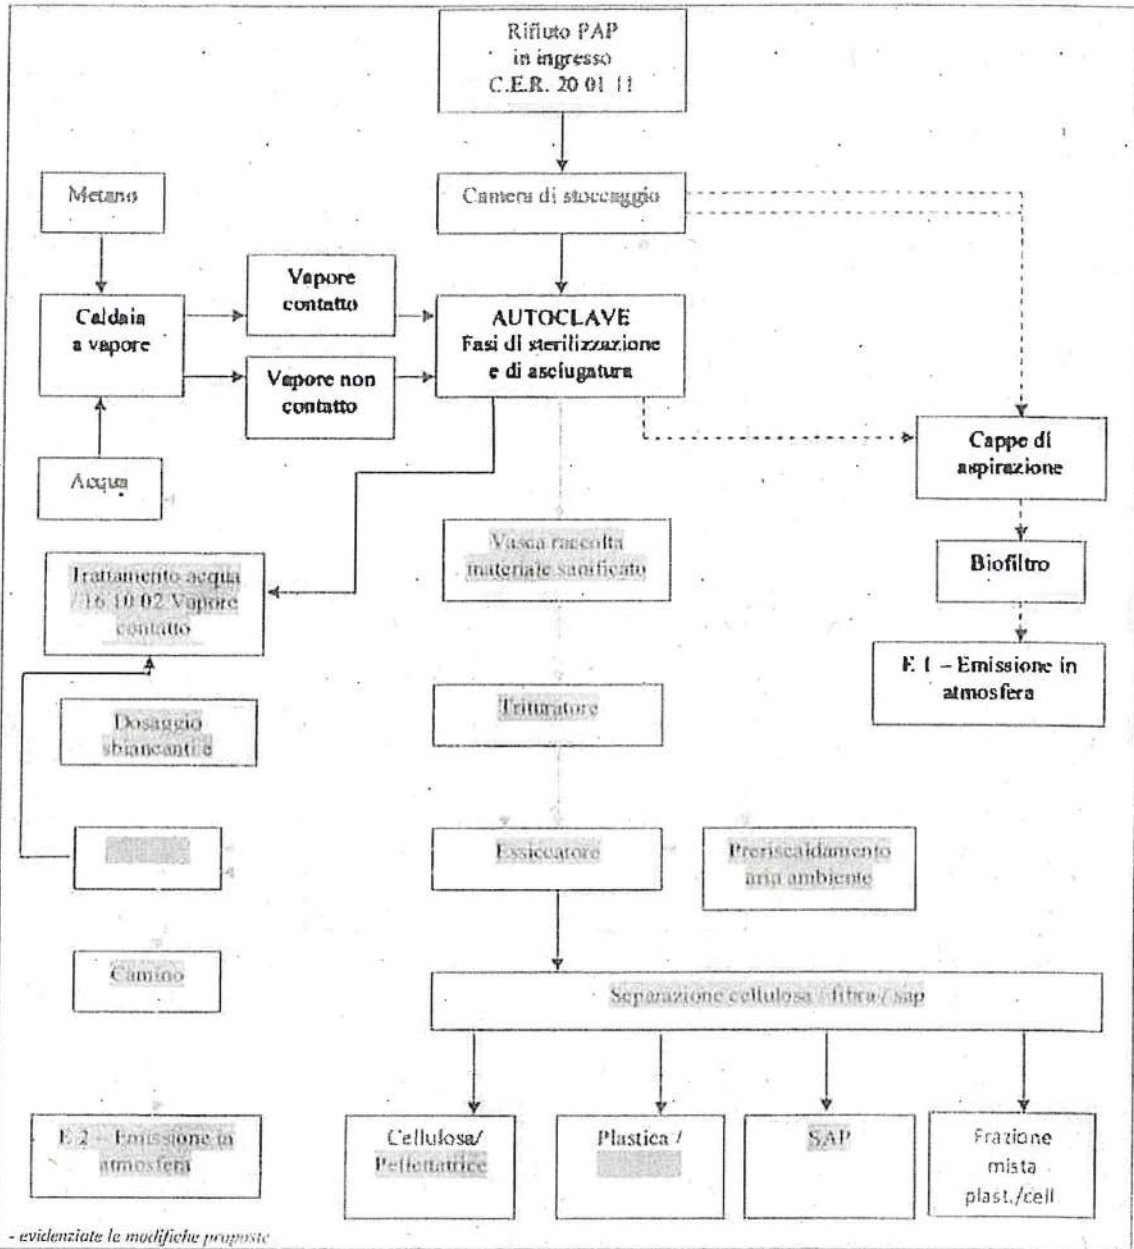 Rifiuto PAP
in ingresso
C.E.R. 20 01 11
Metano
Camera di stoccaggio
Vapore
contatto
Caldaia
a vapore
AUTOCLAVE
Fasi di sterilizzazione
e di asciugatura
Vapore non
contatto
Cappe di
aspirazione
Acqua
Vasca raccolta
materiale sanificato
Biofiltro
Trattamento acqua
/ 16 10 02 Vapore
contatto
E 1 – Emissione in
atmosfera
Trituratore
Dosaggio
sbiancanti e
Essiccatore
Preriscaldamento
aria ambiente
Camino
Separazione cellulosa / fibra / sap
E 2 – Emissione in
atmosfera
Cellulosa/
Pellettatrice
Plastica /
SAP
Frazione
mista
plast./cell
- evidenziate le modifiche proposte